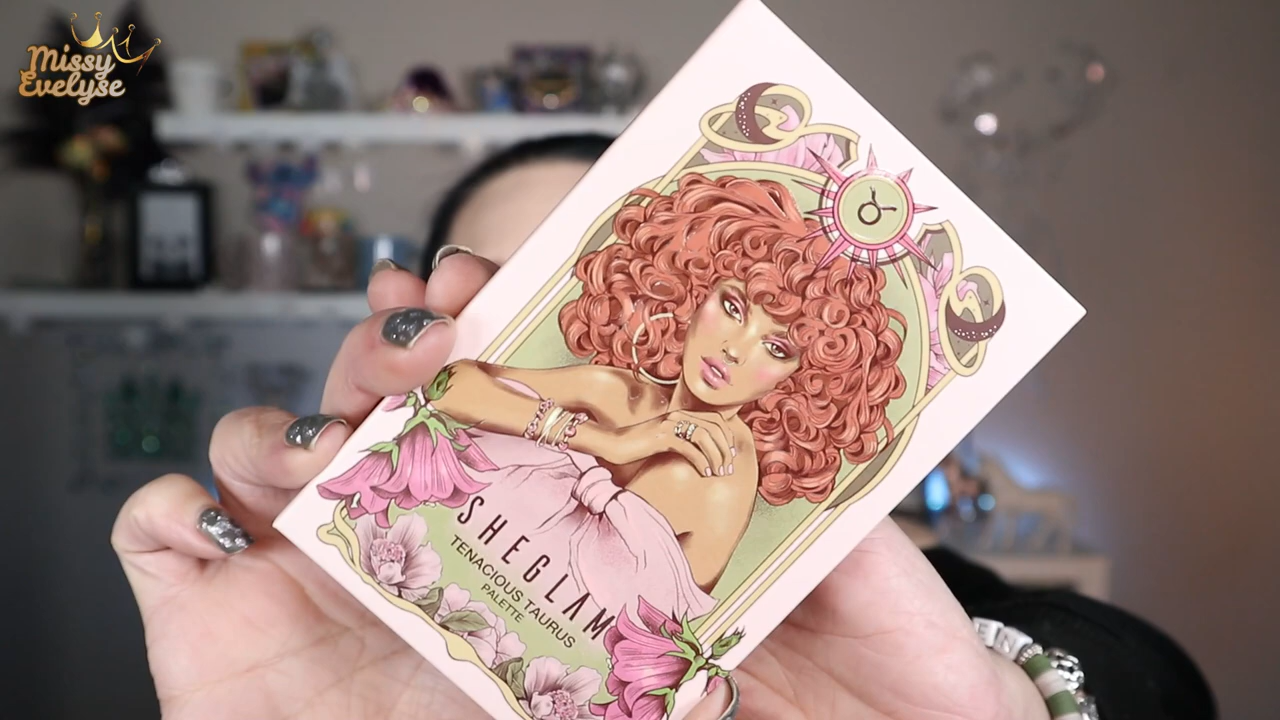 Missy
Evelyse
SHEGLAM
TENACIOUS TAURUS
PALETTE